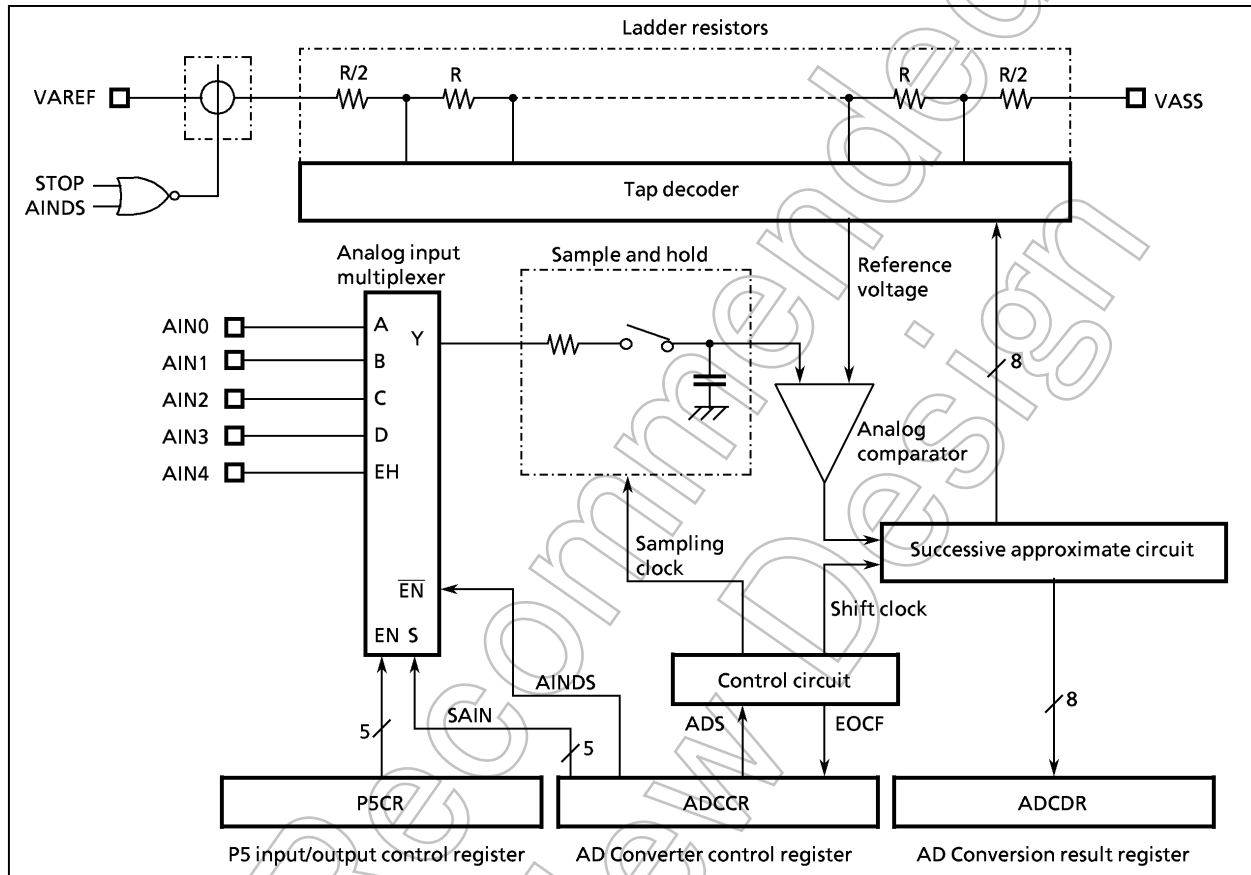 Ladder resistors
R/2
R
R
R/2
VAREF
VASS
STOP
AINDS
Tap decoder
Analog input
multiplexer
Sample and hold
Reference
voltage
AIN0
AIN1
AIN2
AIN3
AIN4
A
B
C
D
EH
Y
8
Analog
comparator
Sampling
clock
Successive approximate circuit
Shift clock
EN
EN S
AINDS
SAIN
5
5
Control circuit
ADS
EOCF
8
P5CR
ADCCR
ADCDR
P5 input/output control register
AD Converter control register
AD Conversion result register
Recommended
New Design